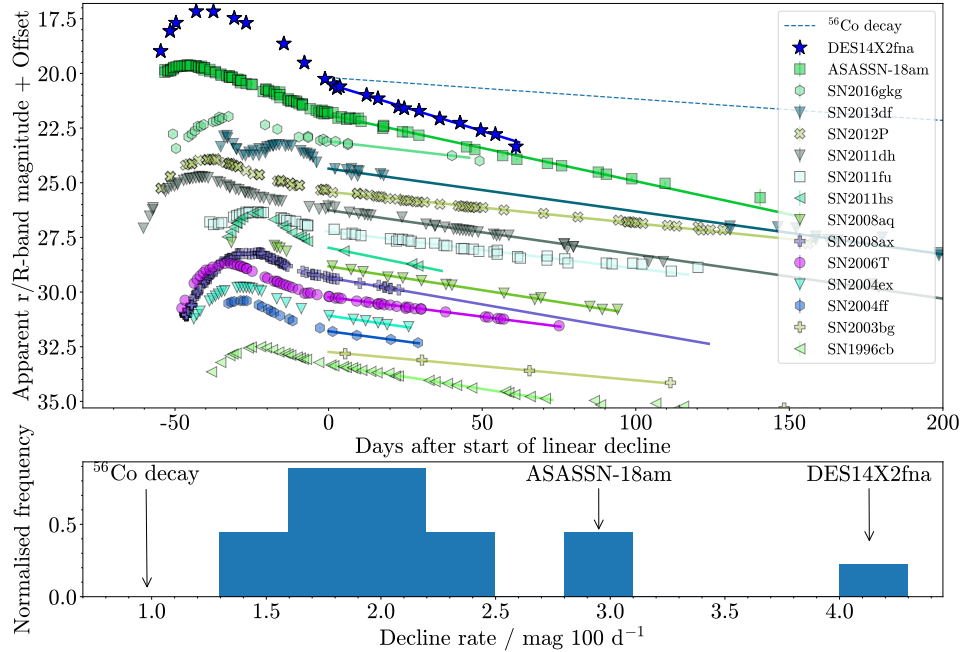 Apparent r/R-band magnitude + Offset
17.5
20.0
22.5
25.0
27.5
30.0
32.5
35.0
⁵⁶Co decay
DES14X2fna
ASASSN-18am
SN2016gkg
SN2013df
SN2012P
SN2011dh
SN2011fu
SN2011hs
SN2008aq
SN2008ax
SN2006T
SN2004ex
SN2004ff
SN2003bg
SN1996cb
-50 0 50 100 150 200
Days after start of linear decline
Normalised frequency
0.5
0.0
⁵⁶Co decay
ASASSN-18am
DES14X2fna
1.0 1.5 2.0 2.5 3.0 3.5 4.0
Decline rate / mag 100 d⁻¹